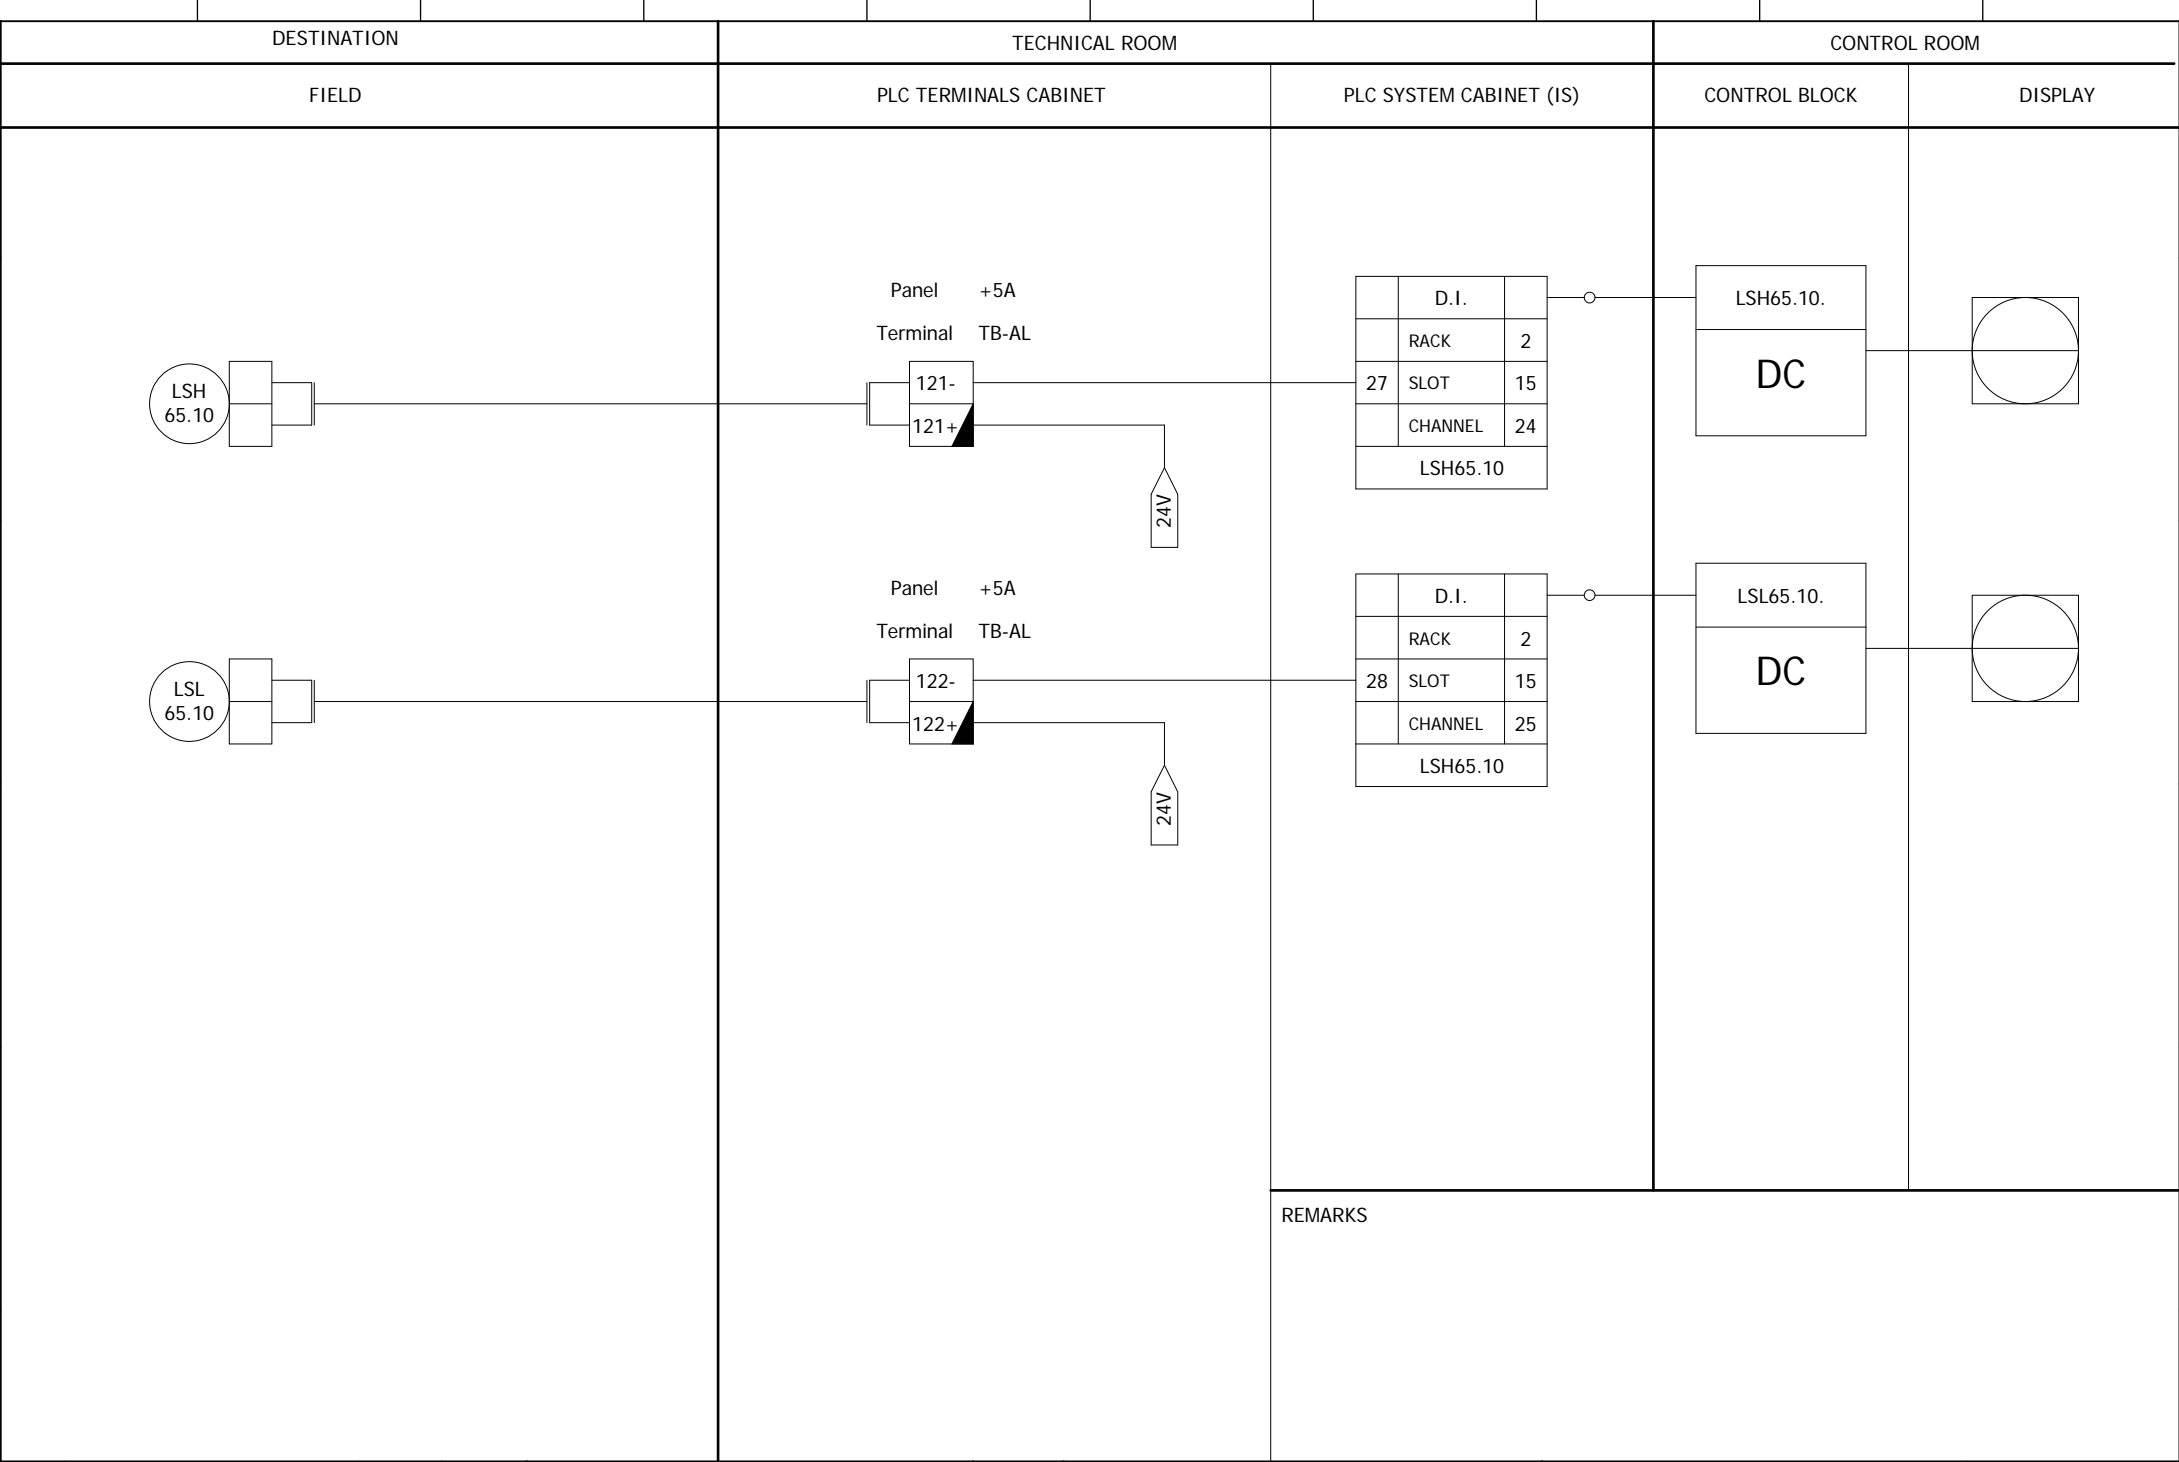 DESTINATION
TECHNICAL ROOM
CONTROL ROOM
FIELD
PLC TERMINALS CABINET
PLC SYSTEM CABINET (IS)
CONTROL BLOCK
DISPLAY
LSH
65.10
Panel +5A
Terminal TB-AL
121-
121+
24V
D.I.
RACK 2
27 SLOT 15
CHANNEL 24
LSH65.10
LSH65.10.
DC
LSL
65.10
Panel +5A
Terminal TB-AL
122-
122+
24V
D.I.
RACK 2
28 SLOT 15
CHANNEL 25
LSH65.10
LSL65.10.
DC
REMARKS